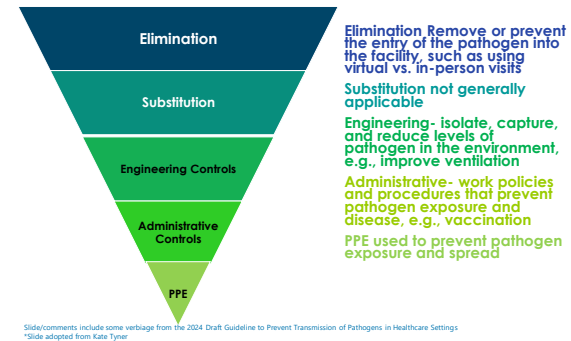 Elimination
Substitution
Engineering Controls
Administrative
Controls
PPE
Elimination Remove or prevent
the entry of the pathogen into
the facility, such as using
virtual vs. in-person visits
Substitution not generally
applicable
Engineering- isolate, capture,
and reduce levels of
pathogen in the environment,
e.g., improve ventilation
Administrative- work policies
and procedures that prevent
pathogen exposure and
disease, e.g., vaccination
PPE used to prevent pathogen
exposure and spread
Slide/comments include some verbiage from the 2024 Draft Guideline to Prevent Transmission of Pathogens in Healthcare Settings
*Slide adopted from Kate Tyner